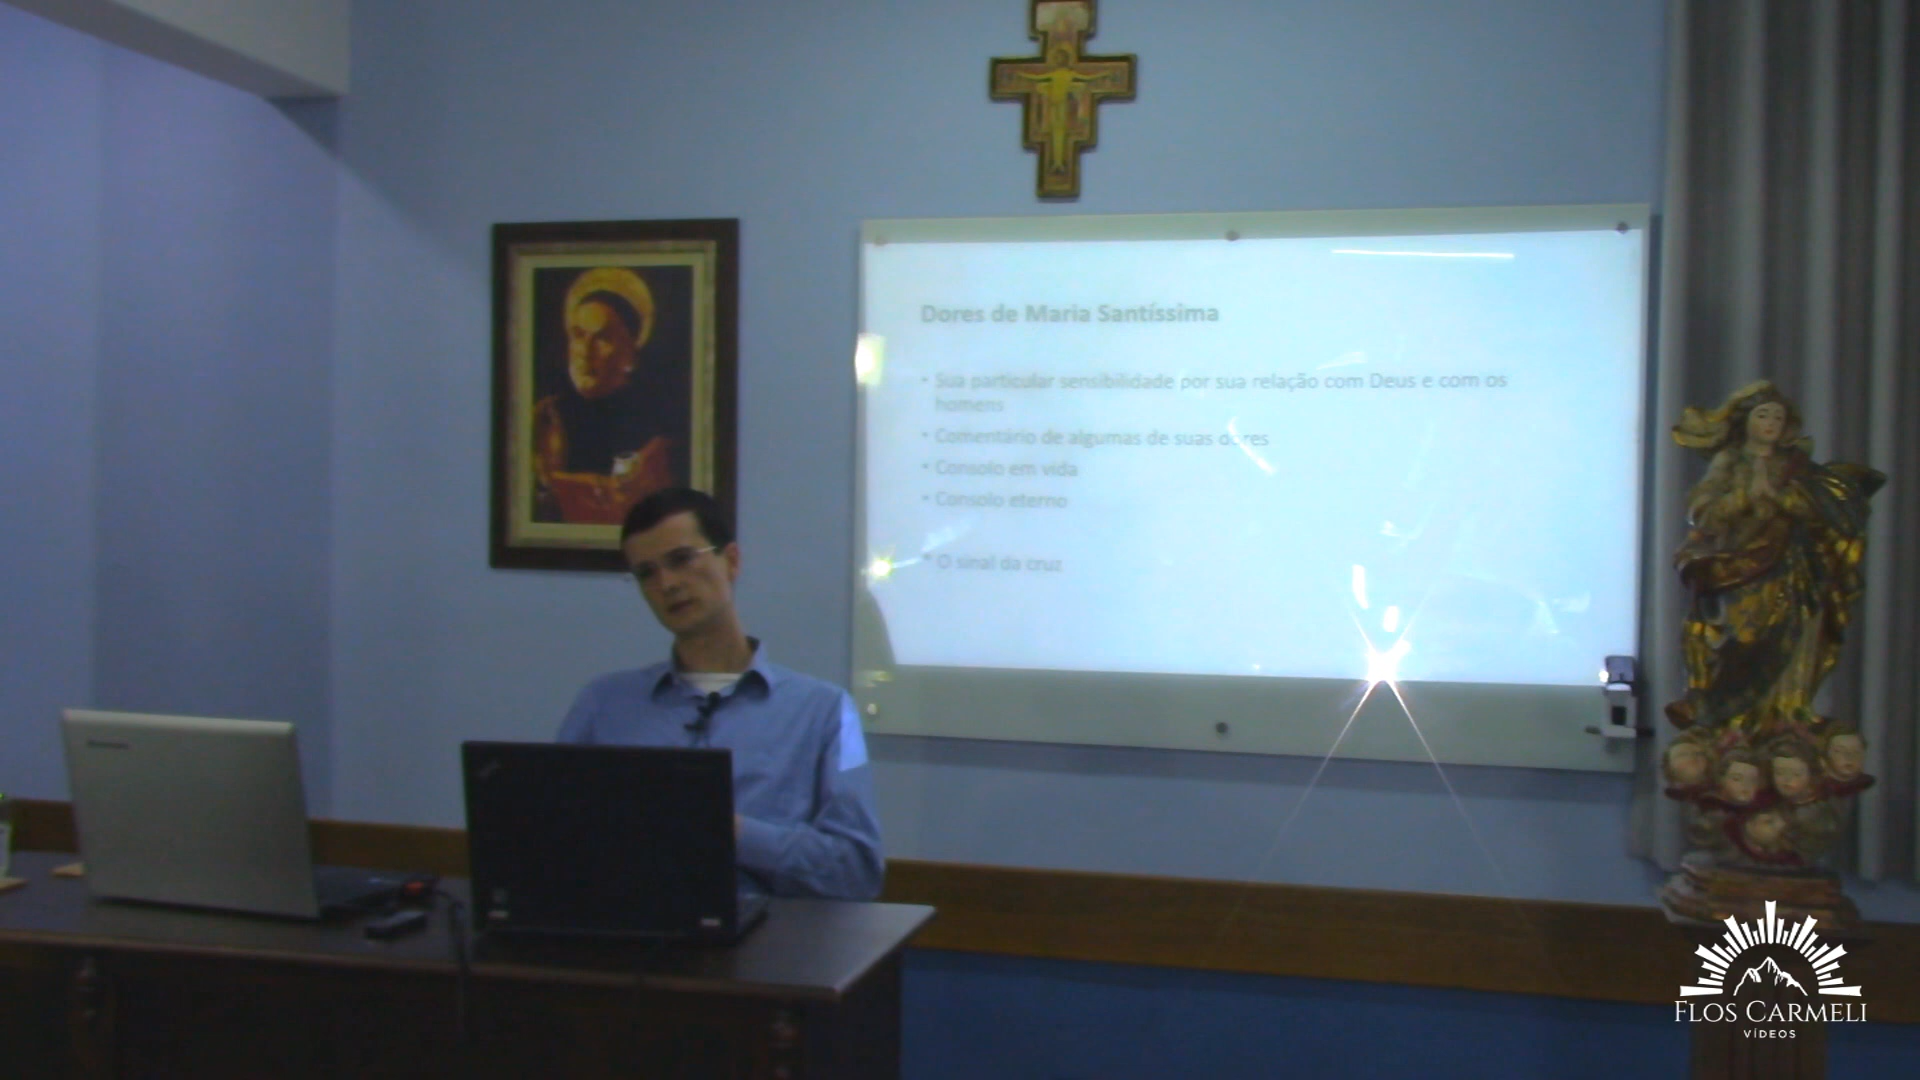 Dores de Maria Santíssima
• Sua particular sensibilidade por sua relação com Deus e com os
homens
• Comentário de algumas de suas dores
• Consolo em vida
• Consolo eterno
* O sinal da cruz
FLOS CARMELI
VÍDEOS